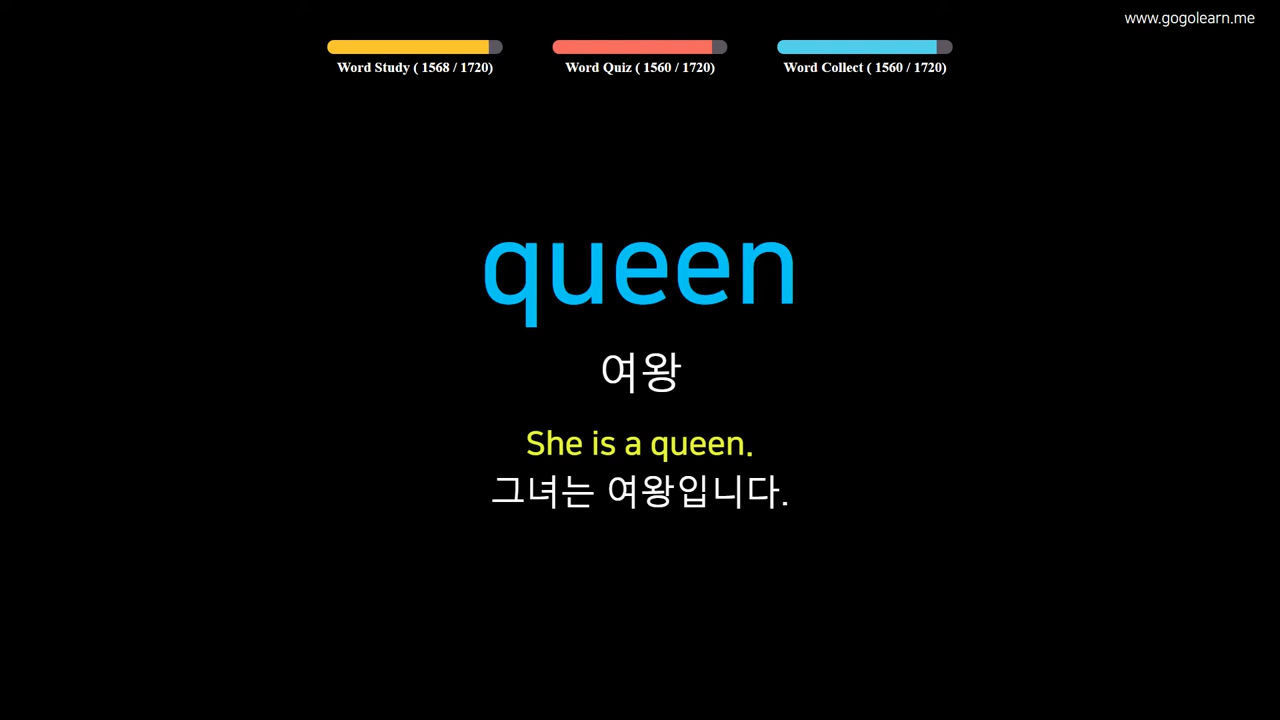 www.gogolearn.me
Word Study ( 1568 / 1720)
Word Quiz ( 1560 / 1720)
Word Collect ( 1560 / 1720)
queen
여왕
She is a queen.
그녀는 여왕입니다.